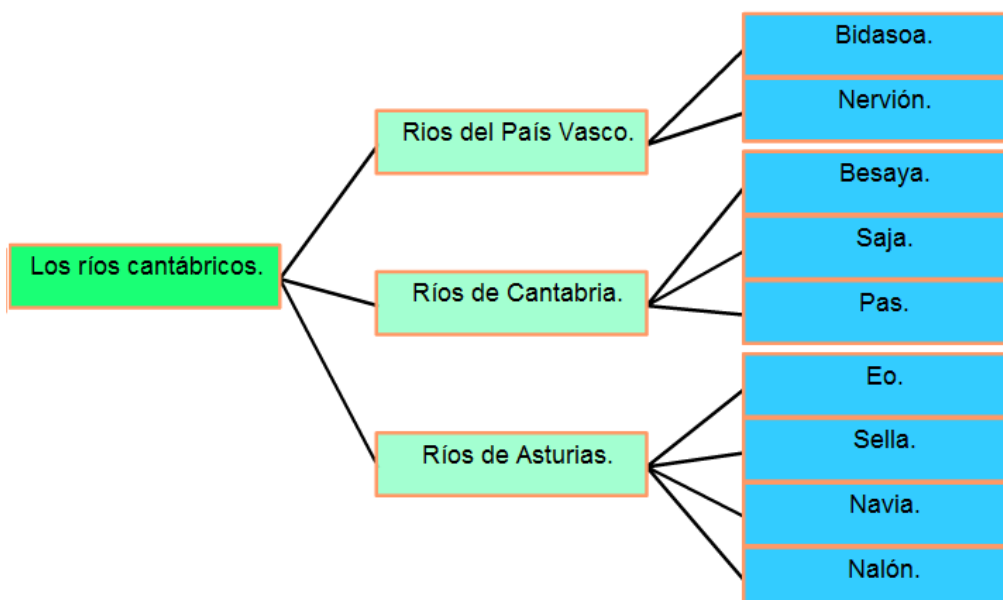 Los ríos cantábricos.
Rios del País Vasco.
Bidasoa.
Nervión.
Ríos de Cantabria.
Besaya.
Saja.
Pas.
Ríos de Asturias.
Eo.
Sella.
Navia.
Nalón.